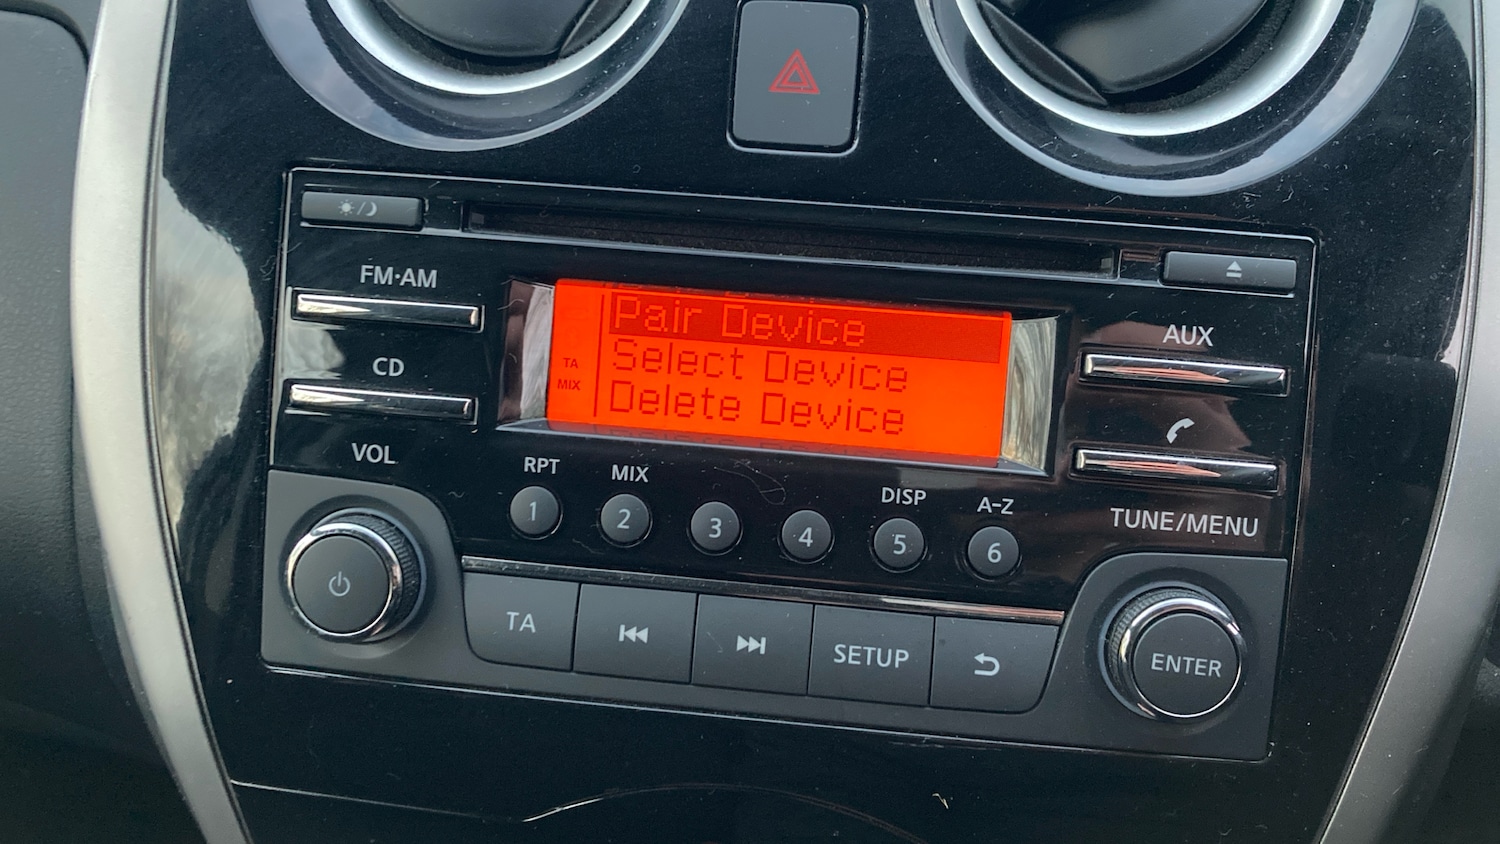 FM·AM
CD
VOL
Pair Device
Select Device
Delete Device
TA
MIX
AUX
TUNE/MENU
RPT
MIX
DISP
A-Z
1
2
3
4
5
6
TA
SETUP
ENTER